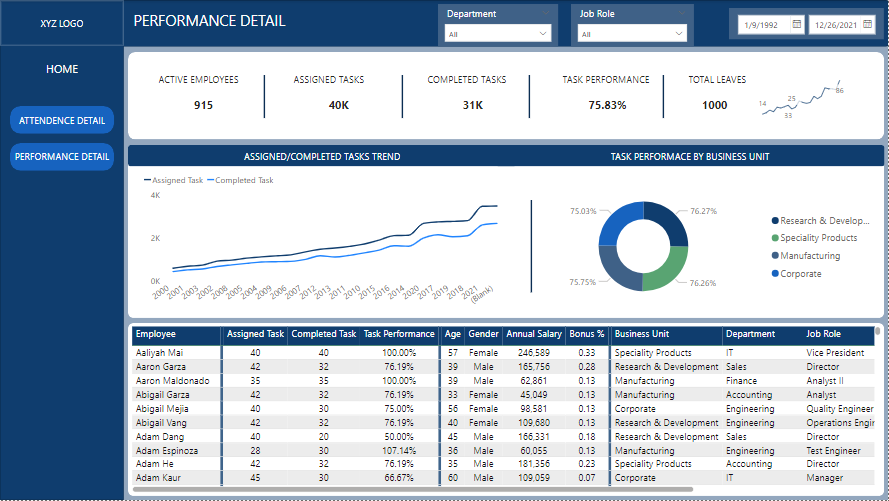 XYZ LOGO
PERFORMANCE DETAIL
Department
All
Job Role
All
1/9/1992
12/26/2021
HOME
ATTENDENCE DETAIL
PERFORMANCE DETAIL
ACTIVE EMPLOYEES
915
ASSIGNED TASKS
40K
COMPLETED TASKS
31K
TASK PERFORMANCE
75.83%
TOTAL LEAVES
1000
14
25
33
86
ASSIGNED/COMPLETED TASKS TREND
Assigned Task Completed Task
4K
2K
0K
2000 2001 2003 2002 2008 2005 2004 2009 2006 2007 2012 2013 2011 2010 2015 2016 2014 2020 2017 2019 2018 2021 (Blank)
TASK PERFORMACE BY BUSINESS UNIT
75.03%
76.27%
75.75%
76.26%
Research & Develop...
Speciality Products
Manufacturing
Corporate
Employee Assigned Task Completed Task Task Performance Age Gender Annual Salary Bonus % Business Unit Department Job Role
Aaliyah Mai 40 40 100.00% 57 Female 246,589 0.33 Speciality Products IT Vice President
Aaron Garza 42 32 76.19% 39 Male 165,756 0.28 Research & Development Sales Director
Aaron Maldonado 35 35 100.00% 39 Male 62,861 0.13 Manufacturing Finance Analyst II
Abigail Garza 42 32 76.19% 33 Female 45,049 0.13 Manufacturing Accounting Analyst
Abigail Mejia 40 30 75.00% 56 Female 98,581 0.13 Corporate Engineering Quality Engineer
Abigail Vang 42 32 76.19% 40 Female 109,680 0.13 Research & Development Engineering Operations Engir
Adam Dang 40 20 50.00% 45 Male 166,331 0.18 Research & Development Sales Director
Adam Espinoza 28 30 107.14% 36 Male 60,055 0.13 Manufacturing Engineering Test Engineer
Adam He 42 32 76.19% 35 Male 181,356 0.23 Speciality Products Accounting Director
Adam Kaur 45 30 66.67% 60 Male 109,059 0.07 Corporate IT Manager